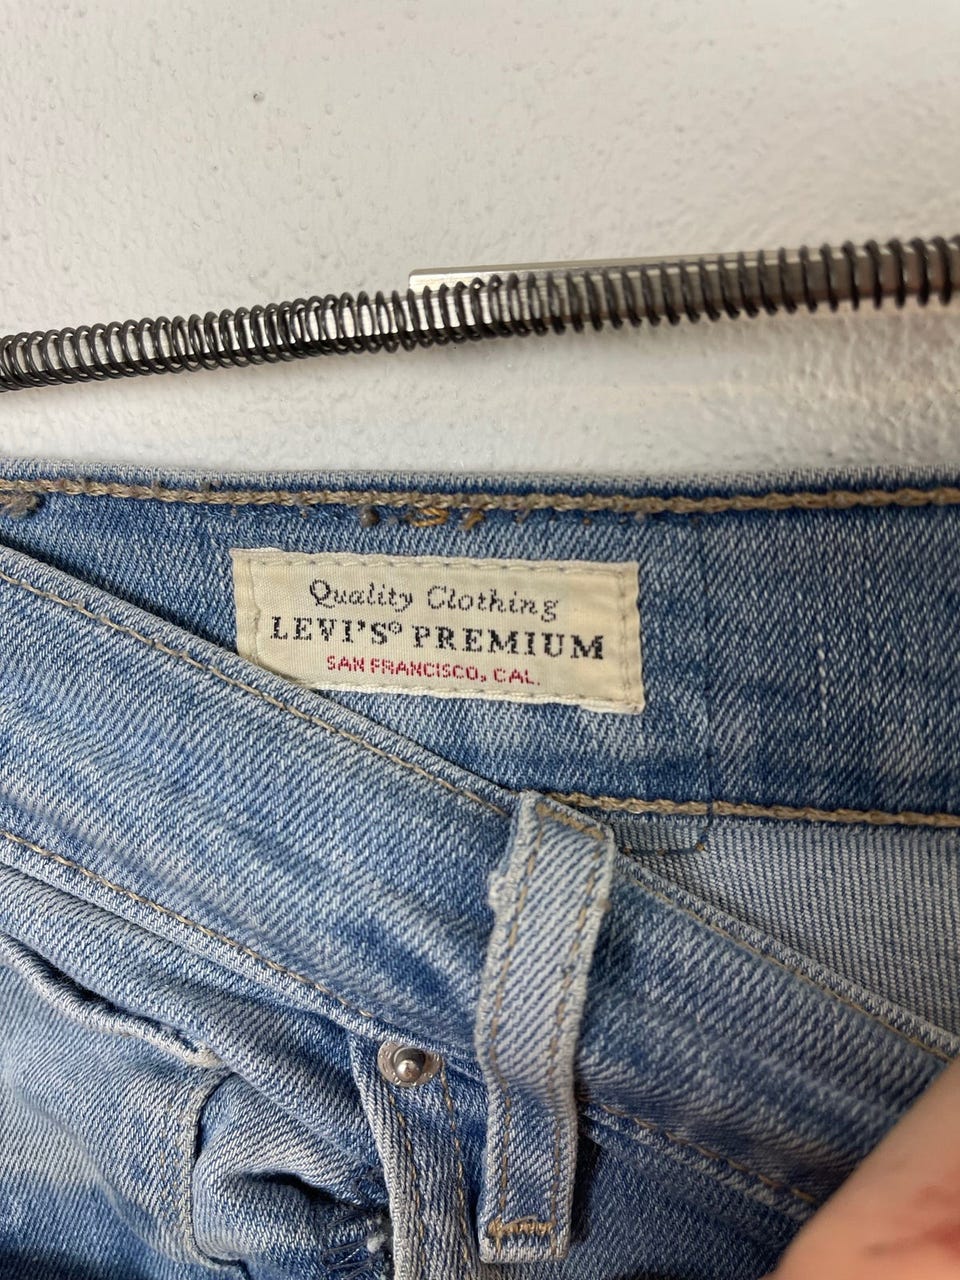 Quality Clothing
LEVI'S® PREMIUM
SAN FRANCISCO, CAL.